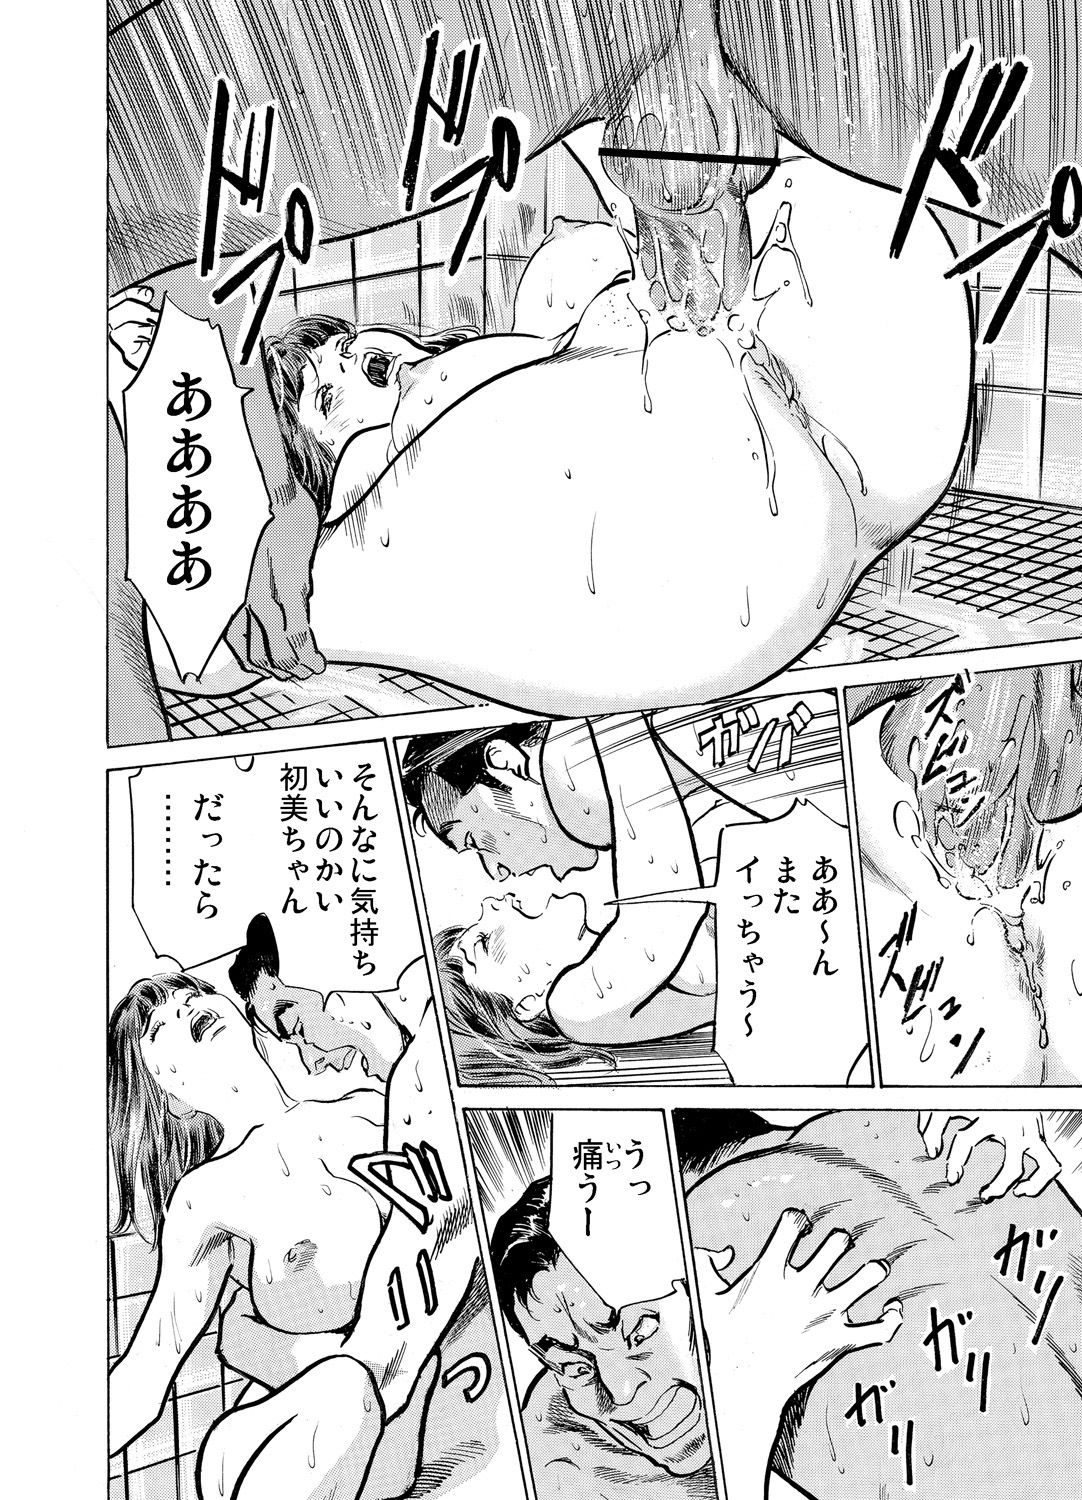 ドプ
ドプ
ドプ
ああああ
ズビュ
ズビュン
ガバ
ああ〜ん
また
イっちゃう〜
そんなに気持ち
いいのかい
初美ちゃん
だったら
………
ガリ
ガリ
ガリ
うっ
痛うー
いっ